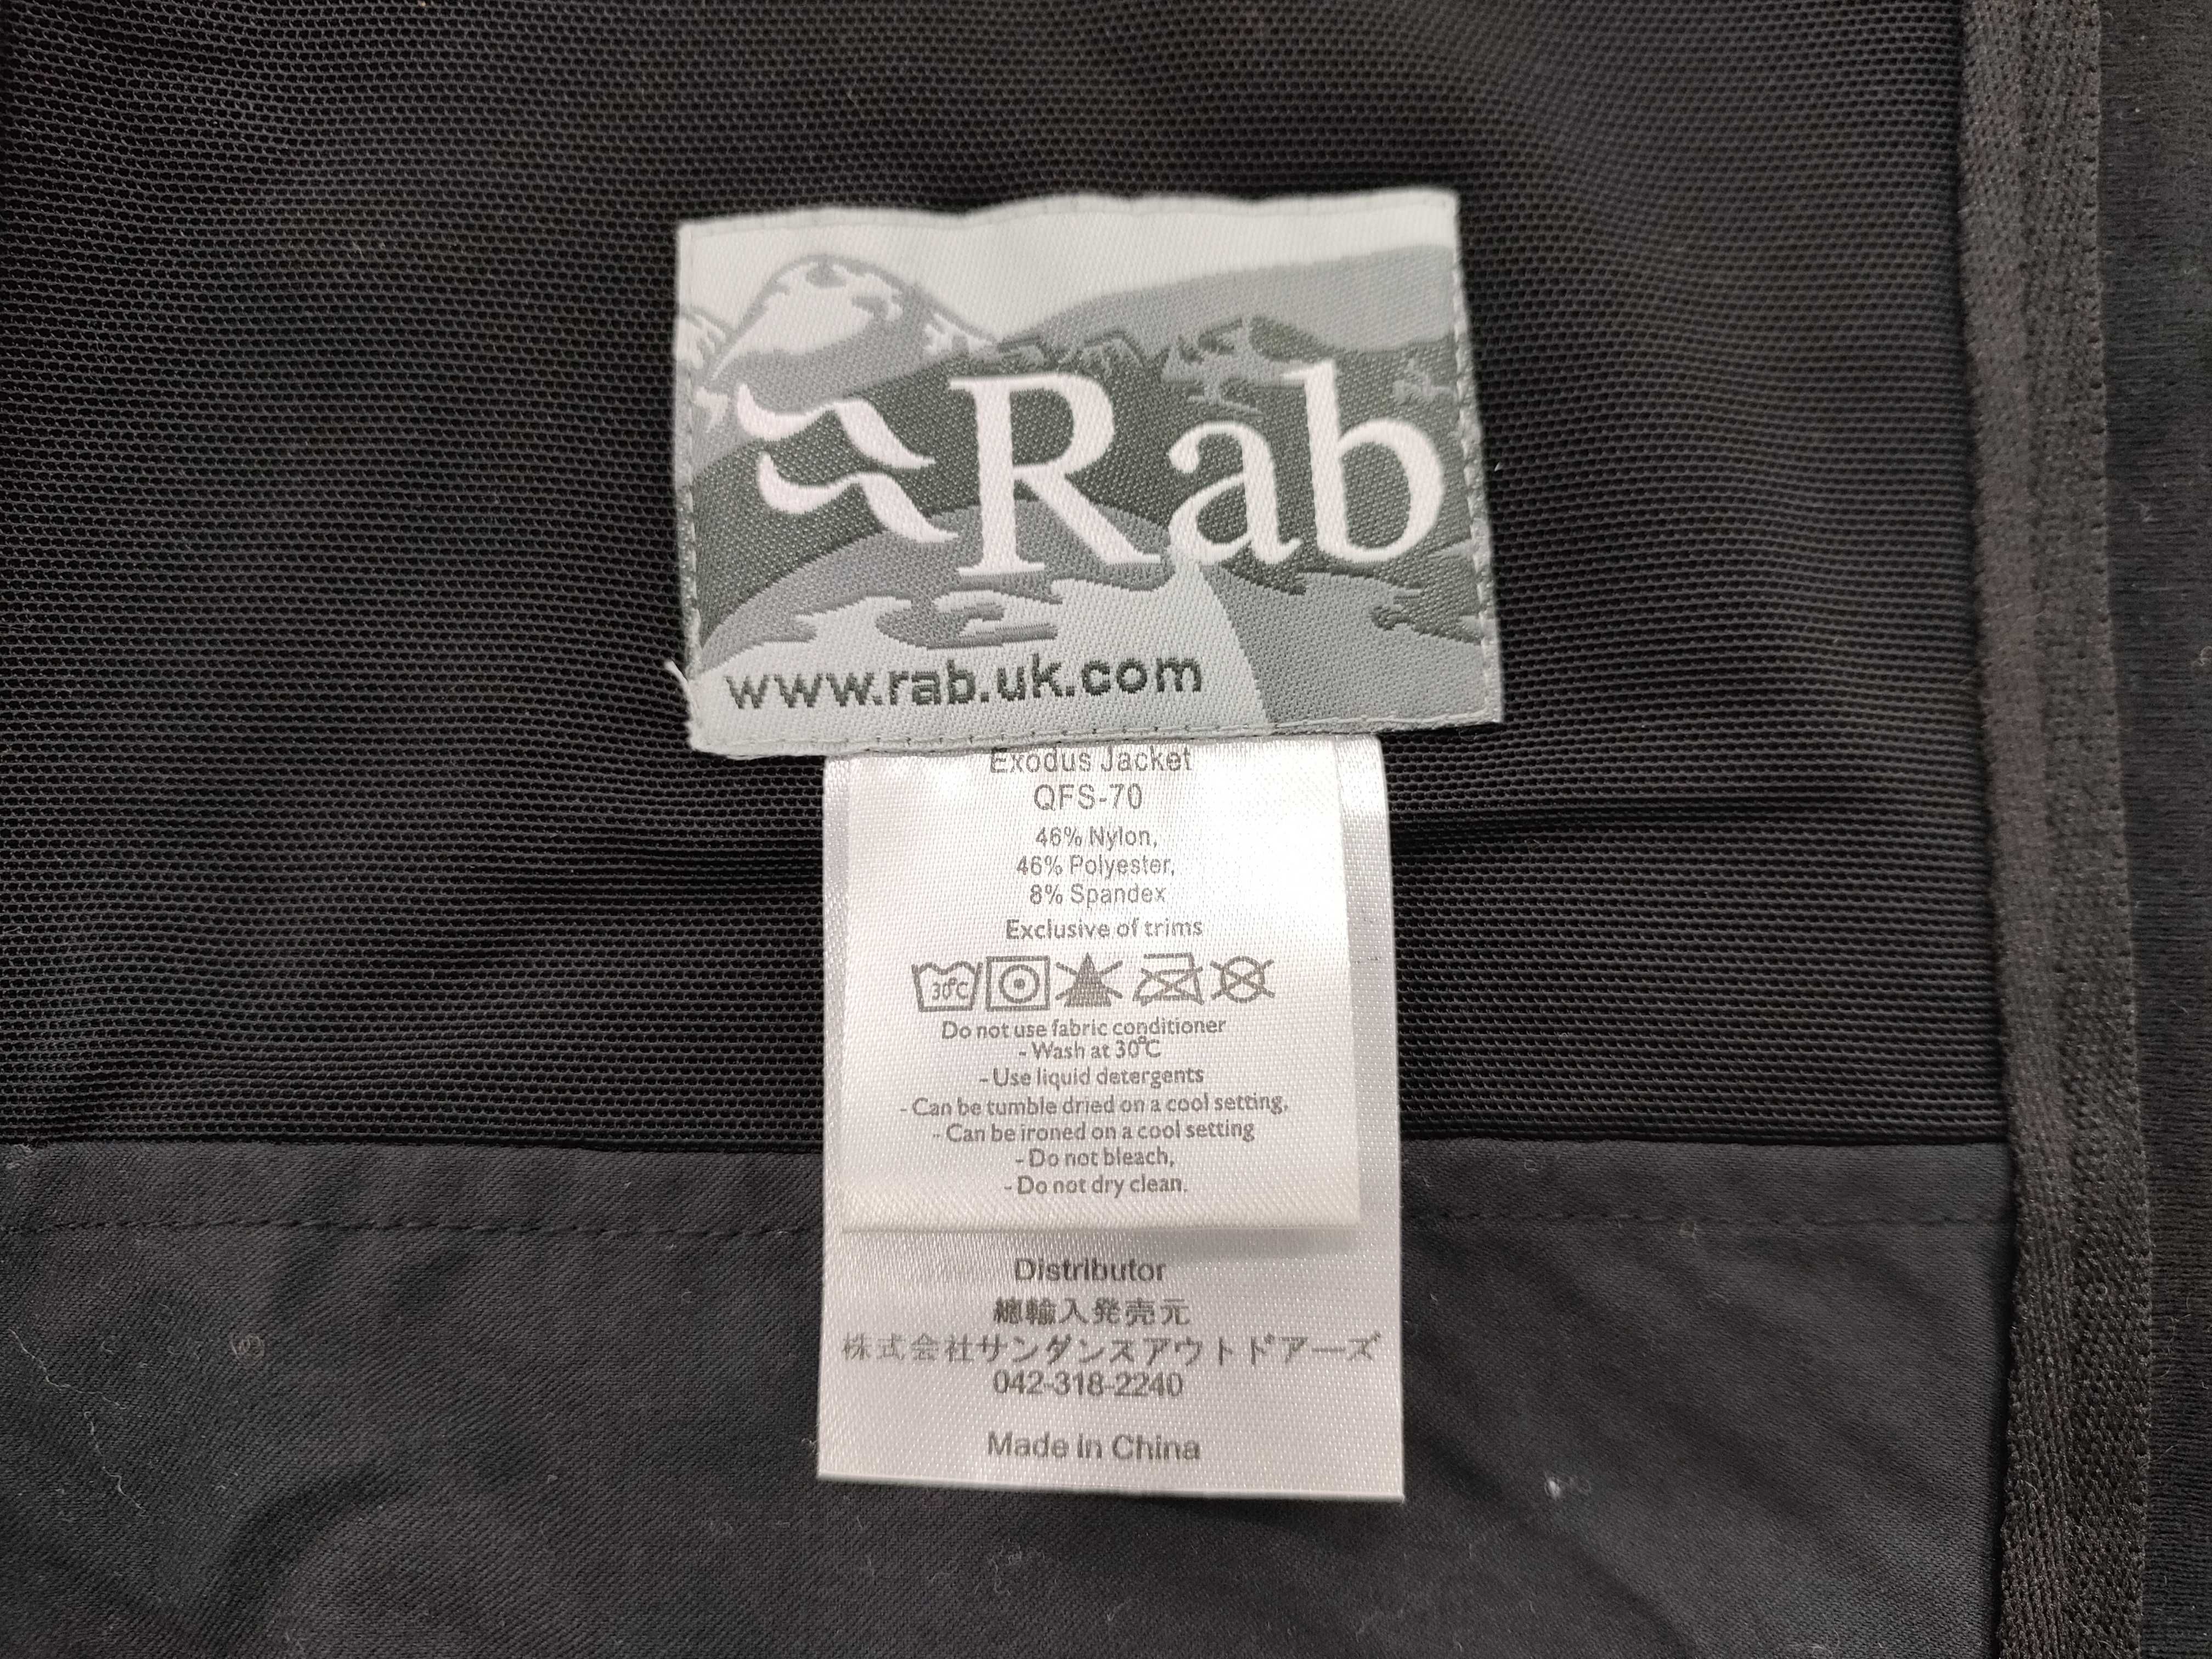 Rab
www.rab.uk.com
Exodus Jacket
QFS-70
46% Nylon,
46% Polyester,
8% Spandex
Exclusive of trims
30°C
Do not use fabric conditioner
- Wash at 30°C
- Use liquid detergents
- Can be tumble dried on a cool setting,
- Can be ironed on a cool setting
- Do not bleach,
- Do not dry clean.
Distributor
總輸入発売元
株式会社サンダンスアウトドアーズ
042-318-2240
Made In China